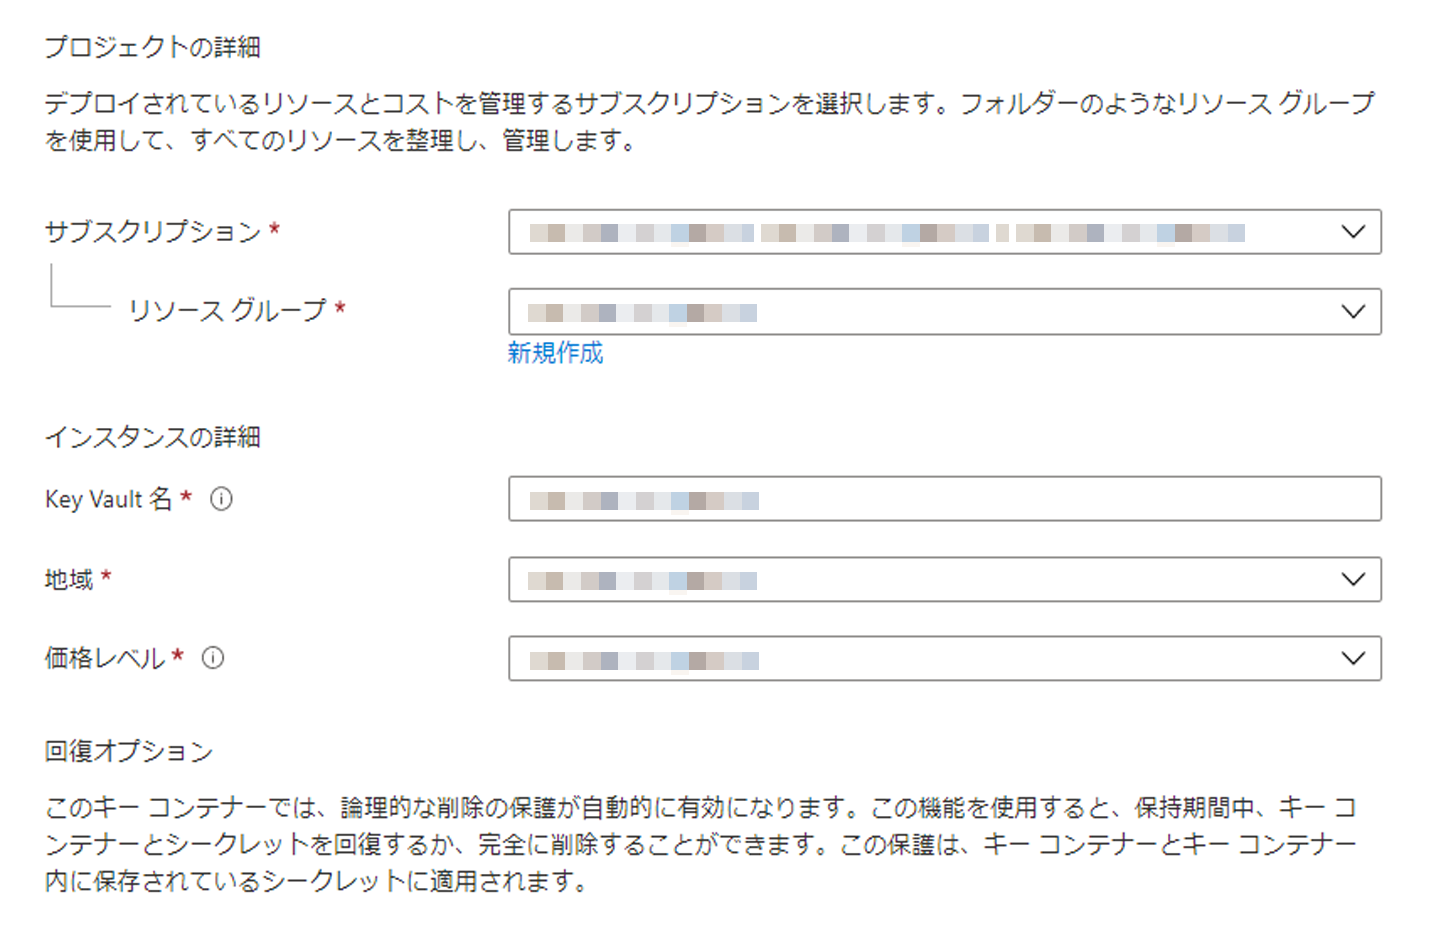 プロジェクトの詳細
デプロイされているリソースとコストを管理するサブスクリプションを選択します。フォルダーのようなリソース グループ
を使用して、すべてのリソースを整理し、管理します。
サブスクリプション *
リソース グループ *
新規作成
インスタンスの詳細
Key Vault 名 *
地域 *
価格レベル *
回復オプション
このキー コンテナーでは、論理的な削除の保護が自動的に有効になります。この機能を使用すると、保持期間中、キー コ
ンテナーとシークレットを回復するか、完全に削除することができます。この保護は、キー コンテナーとキー コンテナー
内に保存されているシークレットに適用されます。